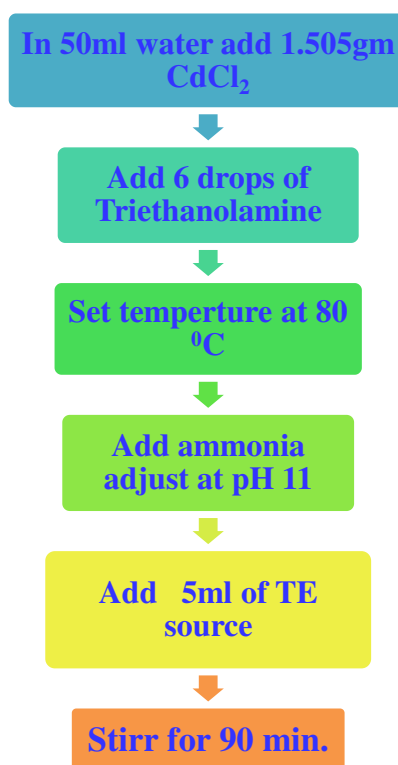 In 50ml water add 1.505gm
CdCl₂
Add 6 drops of
Triethanolamine
Set temperture at 80
⁰C
Add ammonia
adjust at pH 11
Add 5ml of TE
source
Stirr for 90 min.